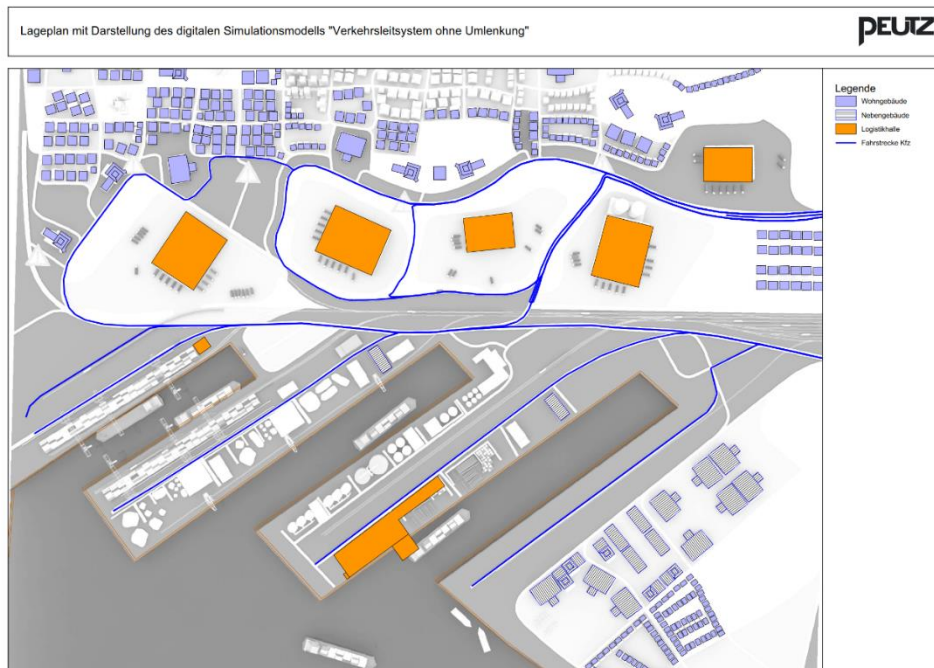 Lageplan mit Darstellung des digitalen Simulationsmodells "Verkehrsleitsystem ohne Umlenkung"
PEUTZ
Legende
Wohngebäude
Nebengebäude
Logistikhalle
Fahrstrecke Kfz